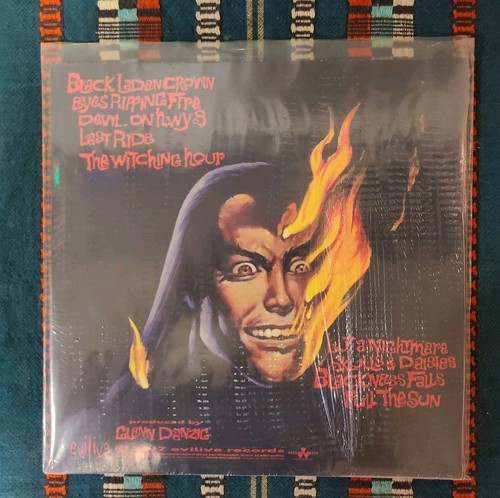 Black Laden Crown
eyes Ripping Fire
Devil on hwy 9
Last Ride
The Witching hour
a Nightmare
Skulls & Daisies
Blackness Falls
Pull The Sun
produced by
Glenn Danzig
evilive records